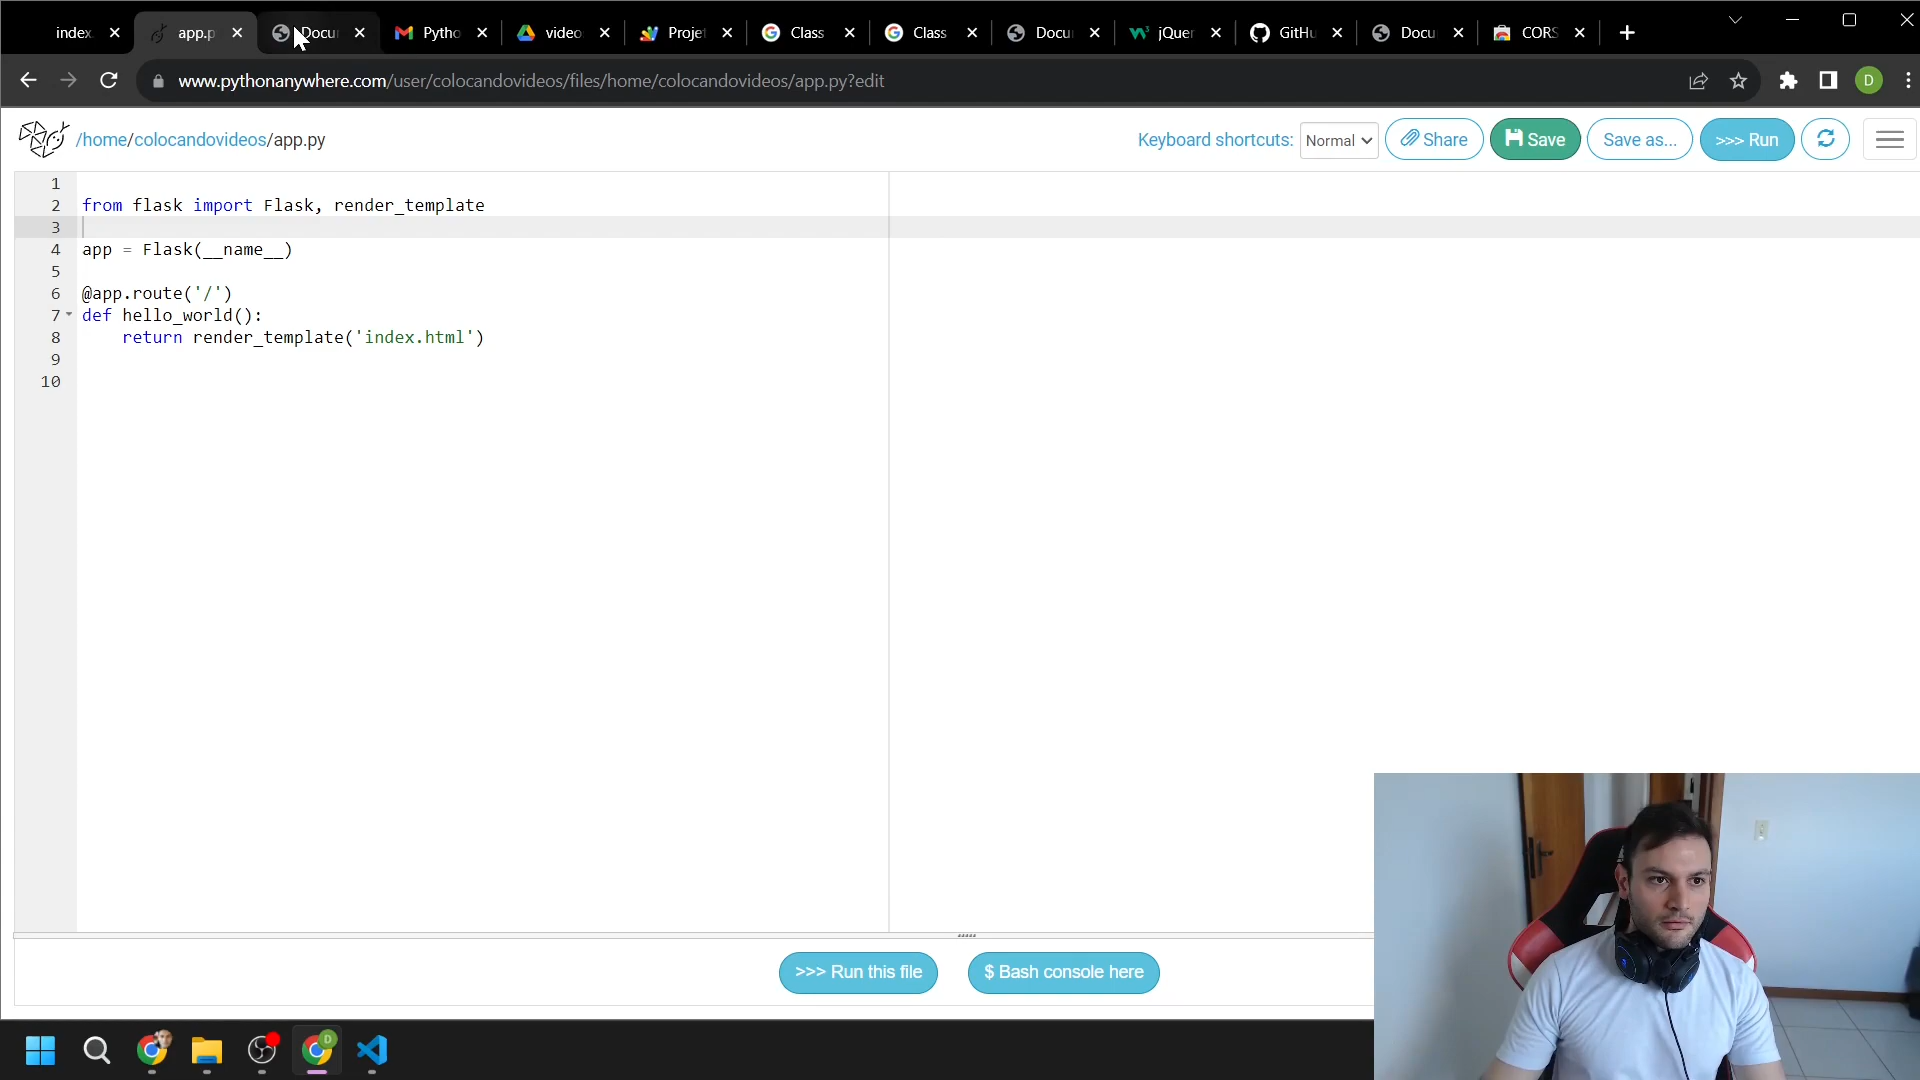 index
app.p
Docu
Pytho
video
Projet
Class
Class
Docu
jQuer
GitHu
Docu
CORS
www.pythonanywhere.com/user/colocandovideos/files/home/colocandovideos/app.py?edit
D
/home/colocandovideos/app.py
Keyboard shortcuts:
Normal
Share
Save
Save as...
>>> Run
1
2 from flask import Flask, render_template
3
4 app = Flask(__name__)
5
6 @app.route('/')
7 def hello_world():
8 return render_template('index.html')
9
10
>>> Run this file
$ Bash console here
D